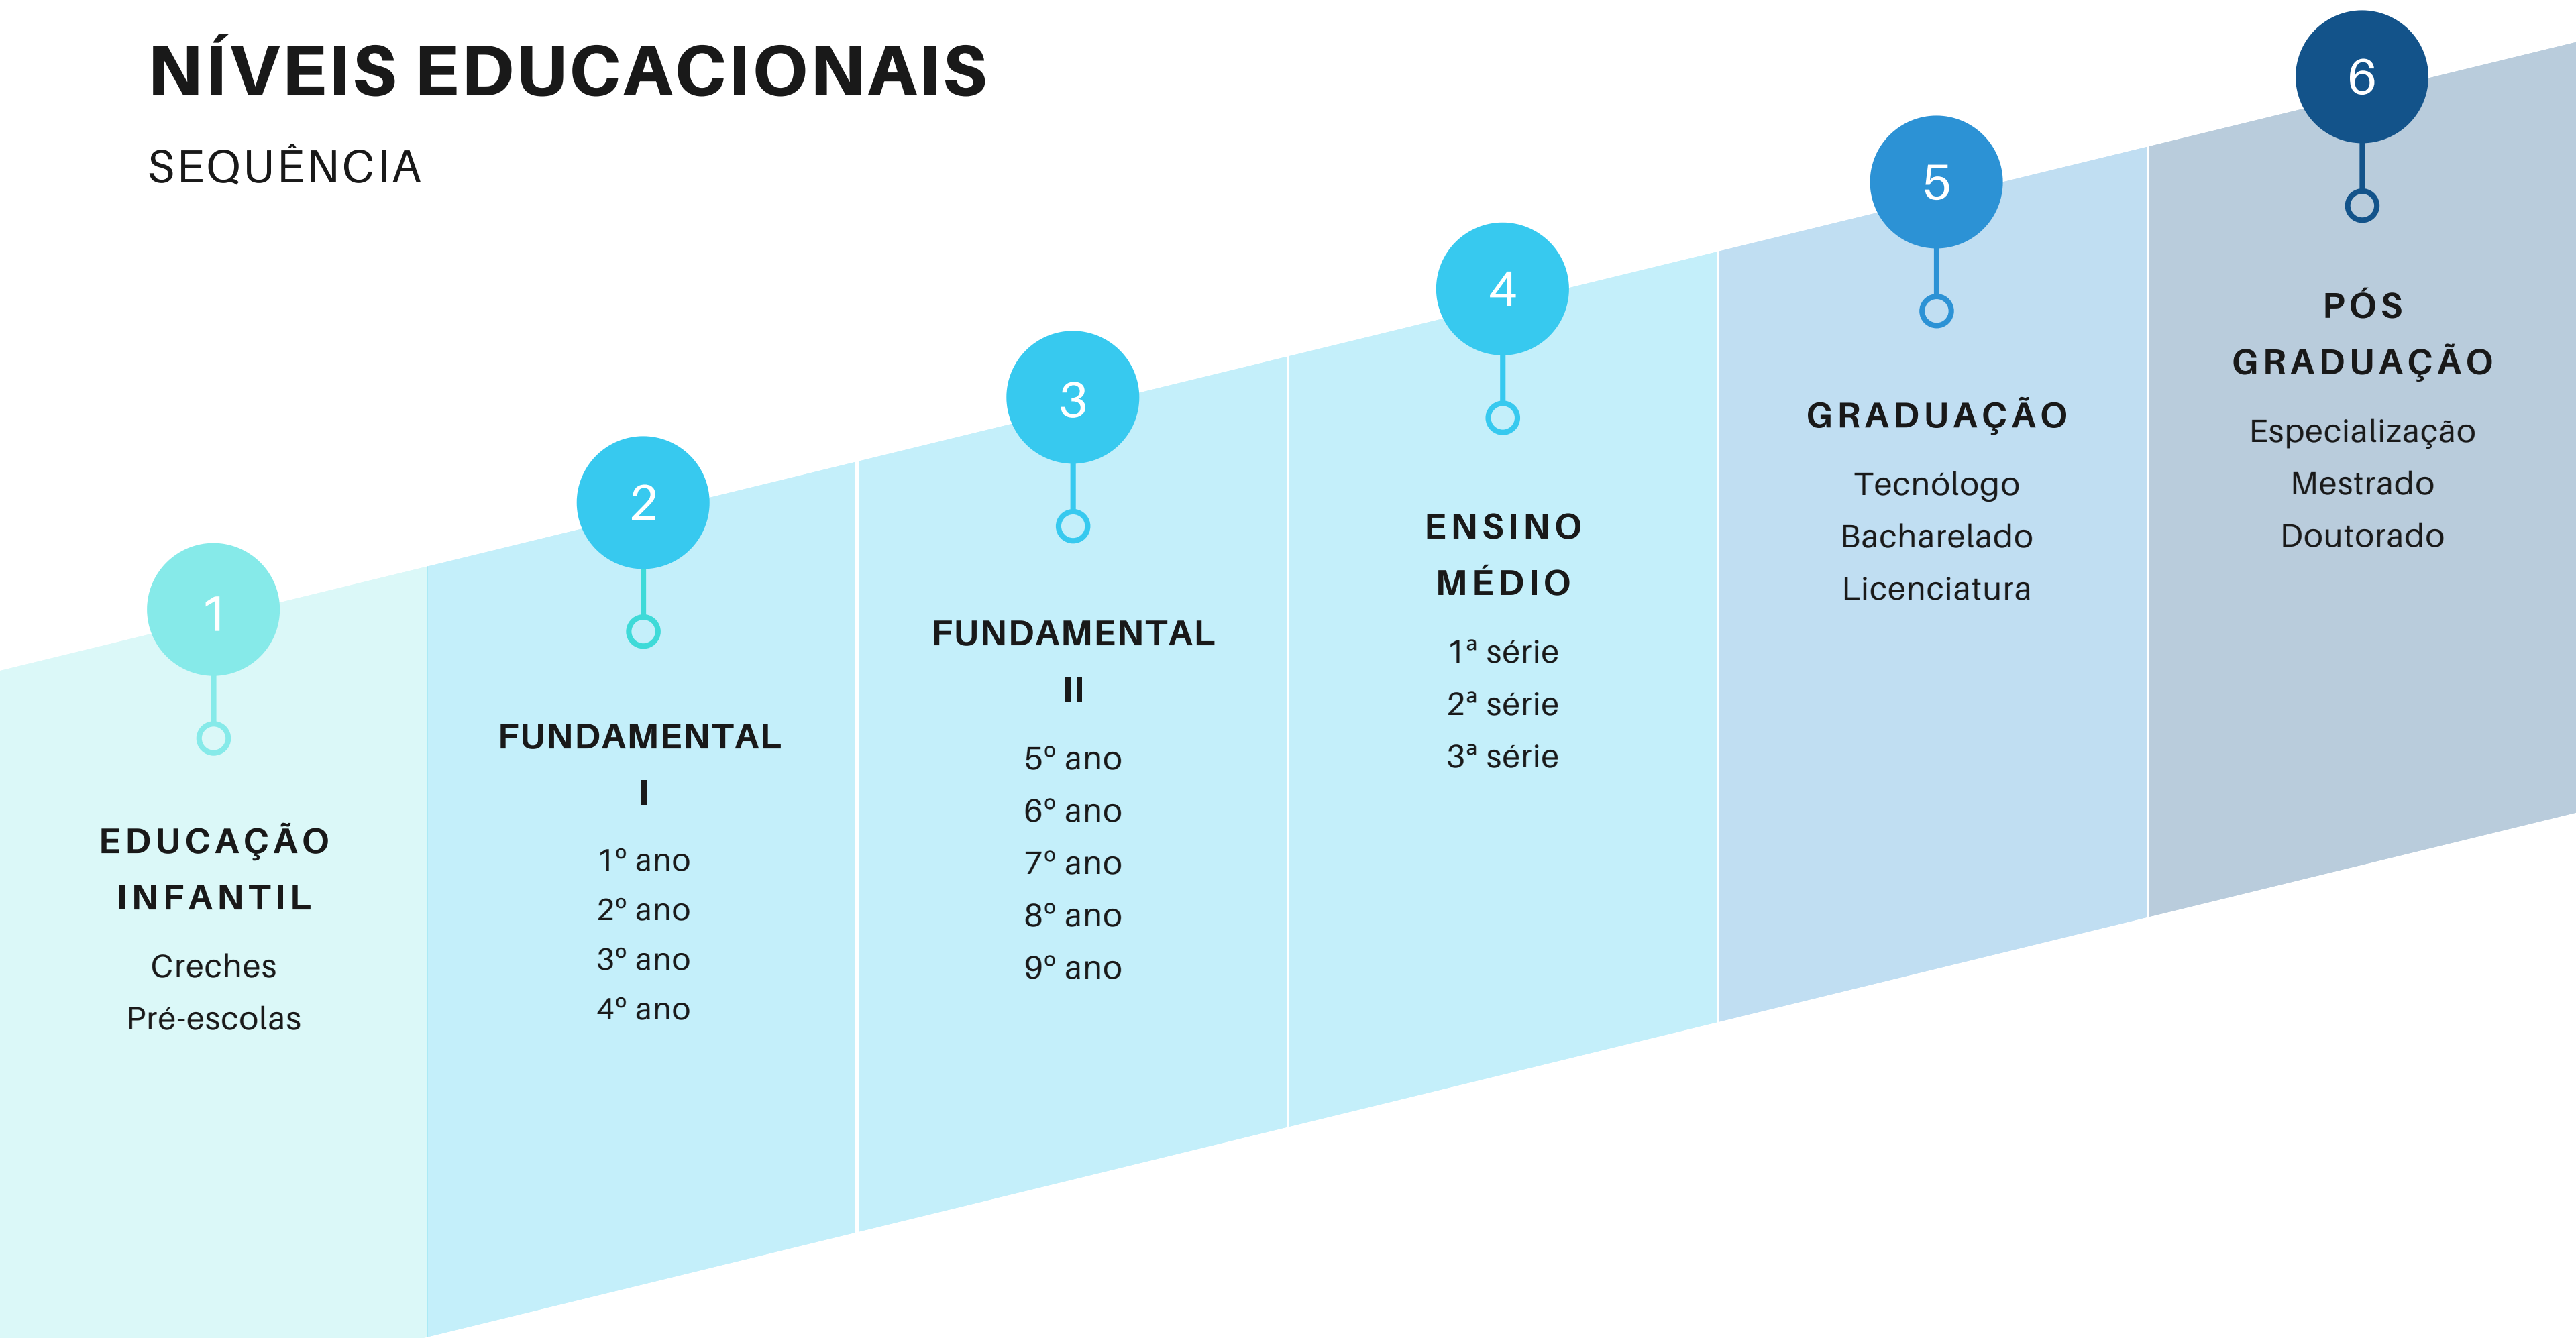 NÍVEIS EDUCACIONAIS
SEQUÊNCIA
1
EDUCAÇÃO
INFANTIL
Creches
Pré-escolas
2
FUNDAMENTAL
I
1º ano
2º ano
3º ano
4º ano
3
FUNDAMENTAL
II
5º ano
6º ano
7º ano
8º ano
9º ano
4
ENSINO
MÉDIO
1ª série
2ª série
3ª série
5
GRADUAÇÃO
Tecnólogo
Bacharelado
Licenciatura
6
PÓS
GRADUAÇÃO
Especialização
Mestrado
Doutorado